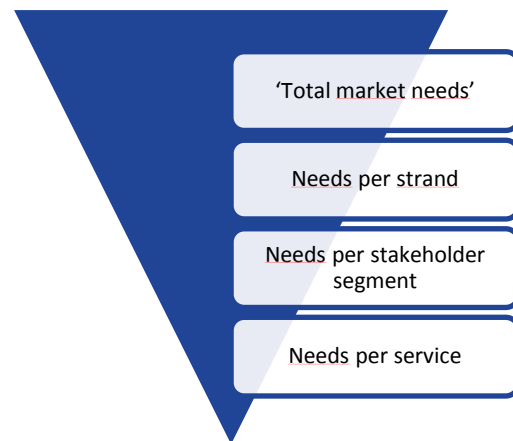 ‘Total market needs’
Needs per strand
Needs per stakeholder
segment
Needs per service